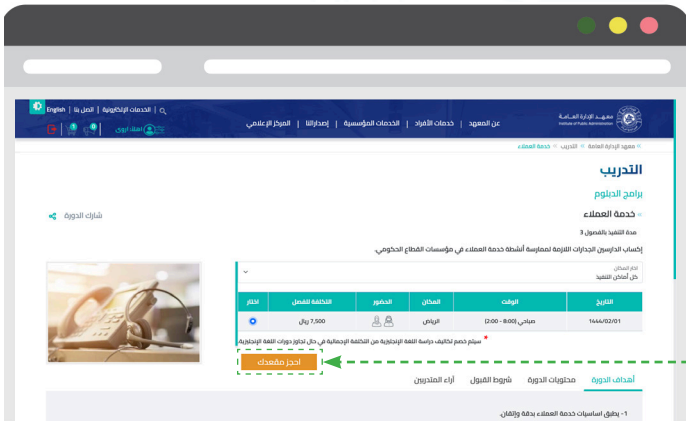 الخدمات الإلكترونية | اتصل بنا | English
معهد الإدارة العامة
Institute of Public Administration
عن المعهد | خدمات الأفراد | الخدمات المؤسسية | إصداراتنا | المركز الإعلامي
1
» معهد الإدارة العامة » التدريب » خدمة العملاء
التدريب
برامج الدبلوم
» خدمة العملاء
شارك الدورة
مدة التنفيذ بالفصول 3
إكساب الدارسين الجدارات اللازمة لممارسة أنشطة خدمة العملاء في مؤسسات القطاع الحكومي.
اختر المكان
كل أماكن التنفيذ
التاريخ الوقت المكان الحضور التكلفة للفصل اختار
1444/02/01 صباحي (8:00 - 2:00) الرياض 7,500 ريال
* سيتم خصم تكاليف دراسة اللغة الإنجليزية من التكلفة الإجمالية في حال تجاوز دورات اللغة الإنجليزية.
احجز مقعدك
أهداف الدورة محتويات الدورة شروط القبول آراء المتدربين
1- يطبق اساسيات خدمة العملاء بدقة وإتقان.